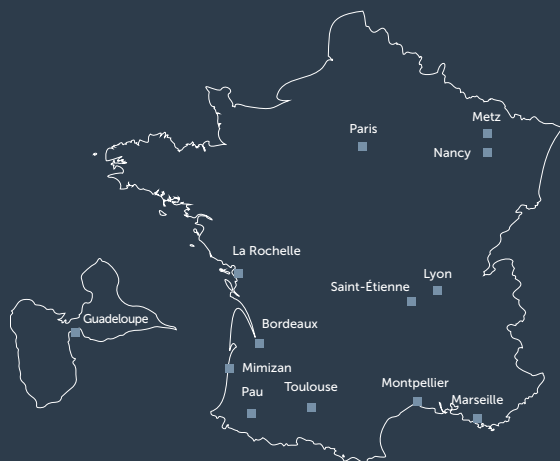 Metz
Paris
Nancy
La Rochelle
Lyon
Saint-Étienne
Guadeloupe
Bordeaux
Mimizan
Montpellier
Toulouse
Pau
Marseille